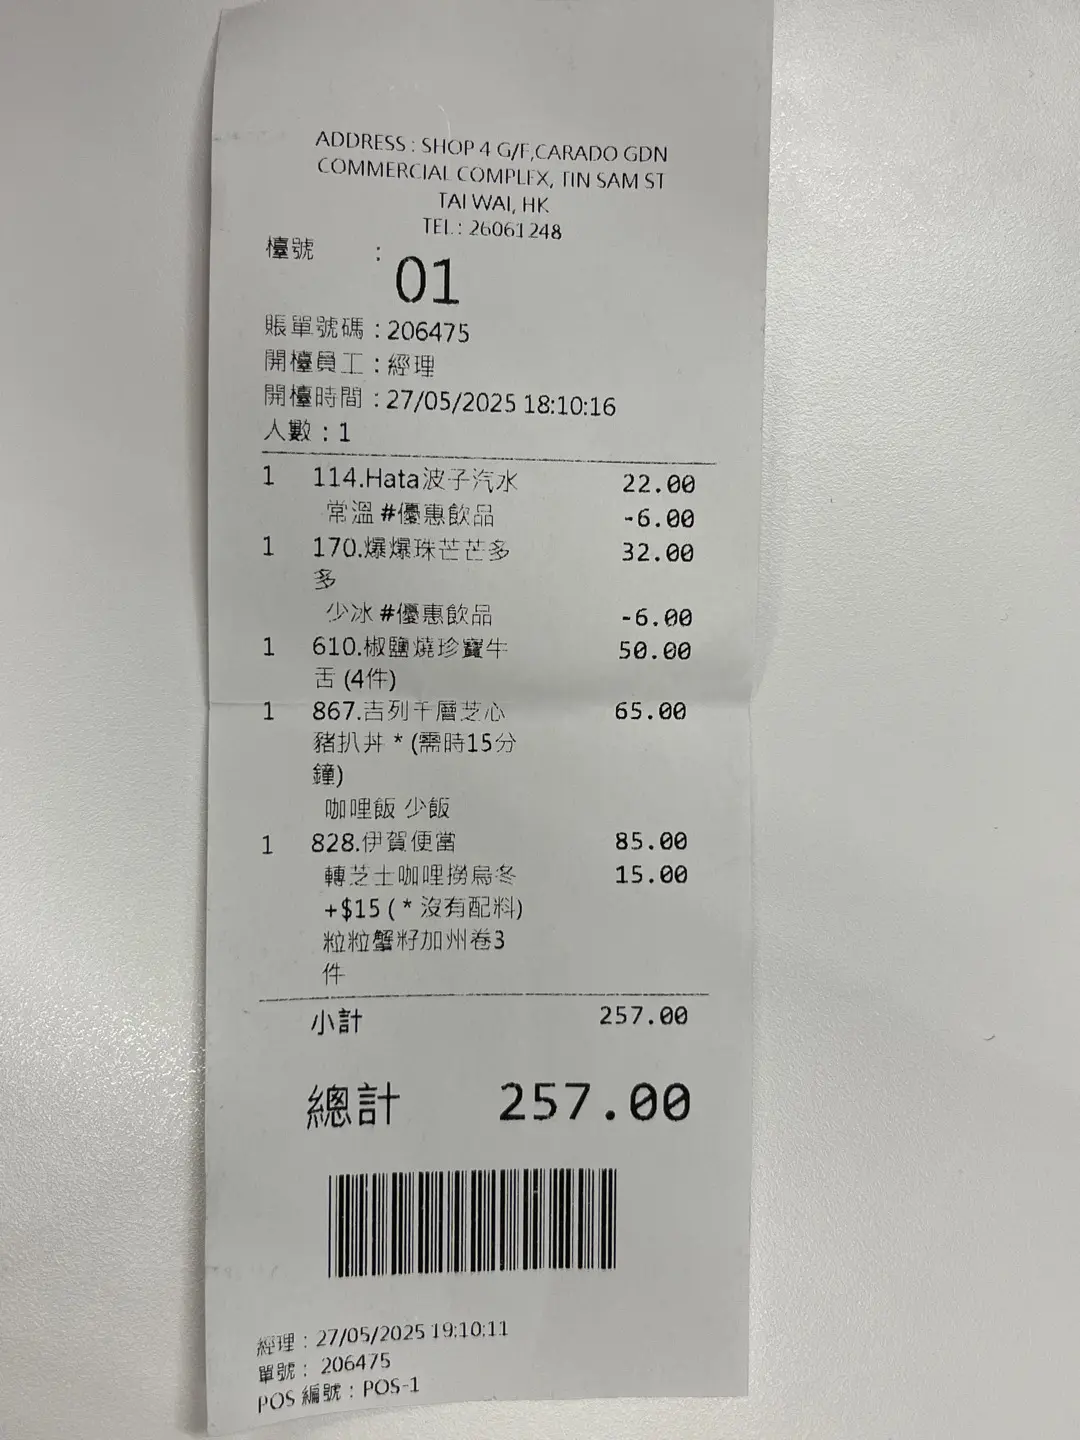 ADDRESS : SHOP 4 G/F,CARADO GDN
COMMERCIAL COMPLEX, TIN SAM ST
TAI WAI, HK
TEL : 26061248
檯號 :
01
賬單號碼 : 206475
開檯員工 : 經理
開檯時間 : 27/05/2025 18:10:16
人數 : 1
1 114.Hata波子汽水 22.00
常溫 #優惠飲品 -6.00
1 170.爆爆珠芒芒多 32.00
多
少冰 #優惠飲品 -6.00
1 610.椒鹽燒珍寶牛 50.00
舌 (4件)
1 867.吉列千層芝心 65.00
豬扒丼 * (需時15分
鐘)
咖哩飯 少飯
1 828.伊賀便當 85.00
轉芝士咖哩撈烏冬 15.00
+$15 ( * 沒有配料)
粒粒蟹籽加州卷3
件
小計 257.00
總計 257.00
經理 : 27/05/2025 19:10:11
單號 : 206475
POS 編號 : POS-1